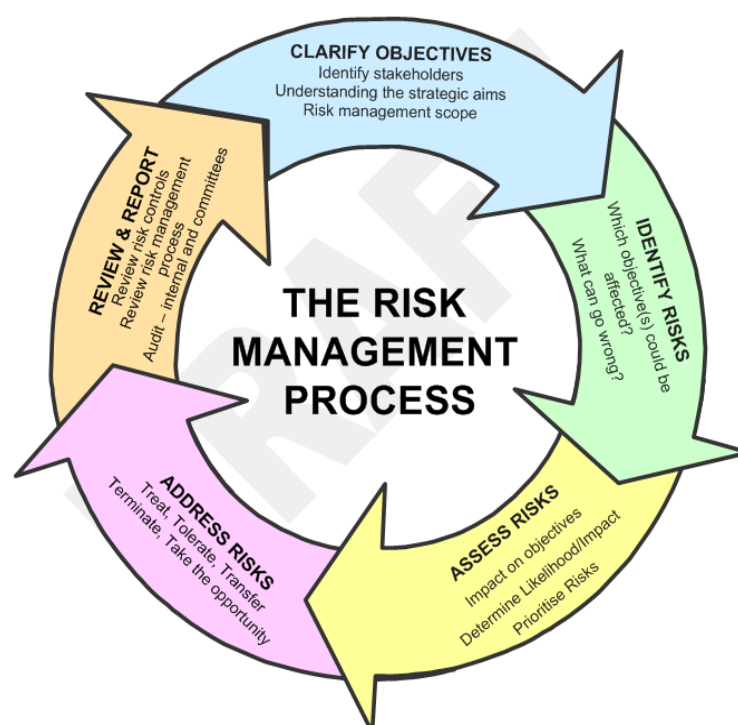 CLARIFY OBJECTIVES
Identify stakeholders
Understanding the strategic aims
Risk management scope
IDENTIFY RISKS
Which objective(s) could be
affected?
What can go wrong?
ASSESS RISKS
Impact on objectives
Determine Likelihood/Impact
Prioritise Risks
ADDRESS RISKS
Treat, Tolerate, Transfer
Terminate, Take the opportunity
REVIEW & REPORT
Review risk controls
Review risk management
process
Audit – internal and committees
THE RISK
MANAGEMENT
PROCESS
DRAFT